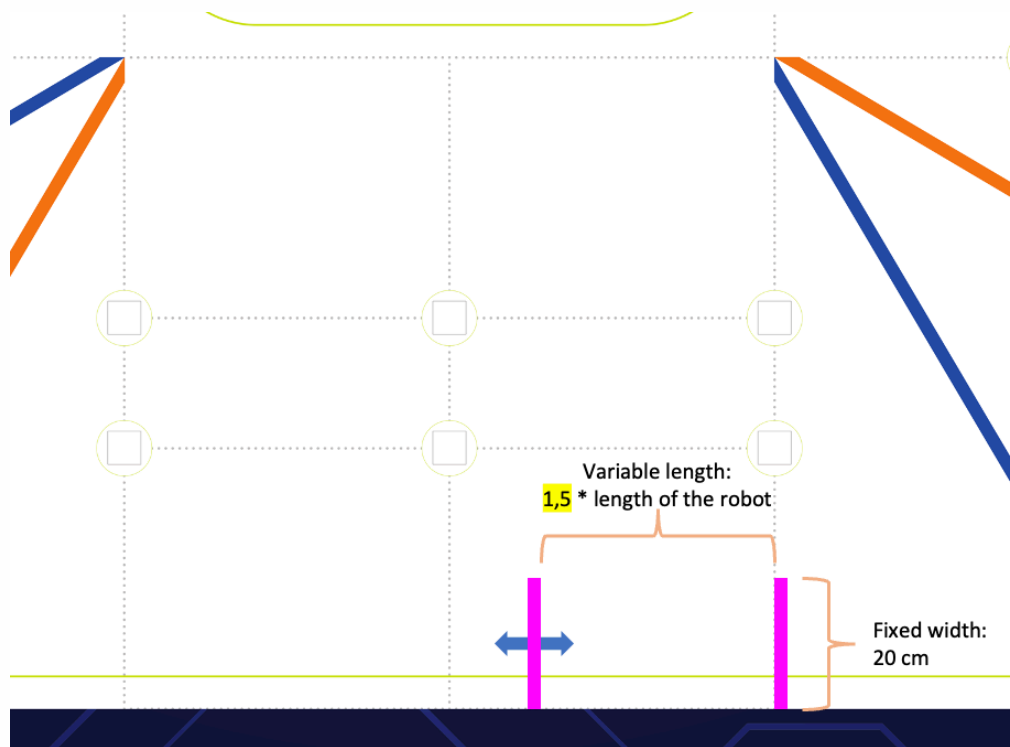 Variable length:
1,5 * length of the robot
Fixed width:
20 cm